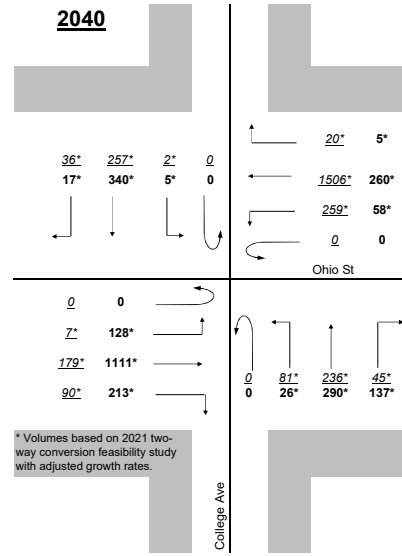 2040
36* 257* 2* 0
17* 340* 5* 0
20* 5*
1506* 260*
259* 58*
0 0
Ohio St
0 0
7* 128*
179* 1111*
90* 213*
0 81* 236* 45*
0 26* 290* 137*
* Volumes based on 2021 two-
way conversion feasibility study
with adjusted growth rates.
College Ave